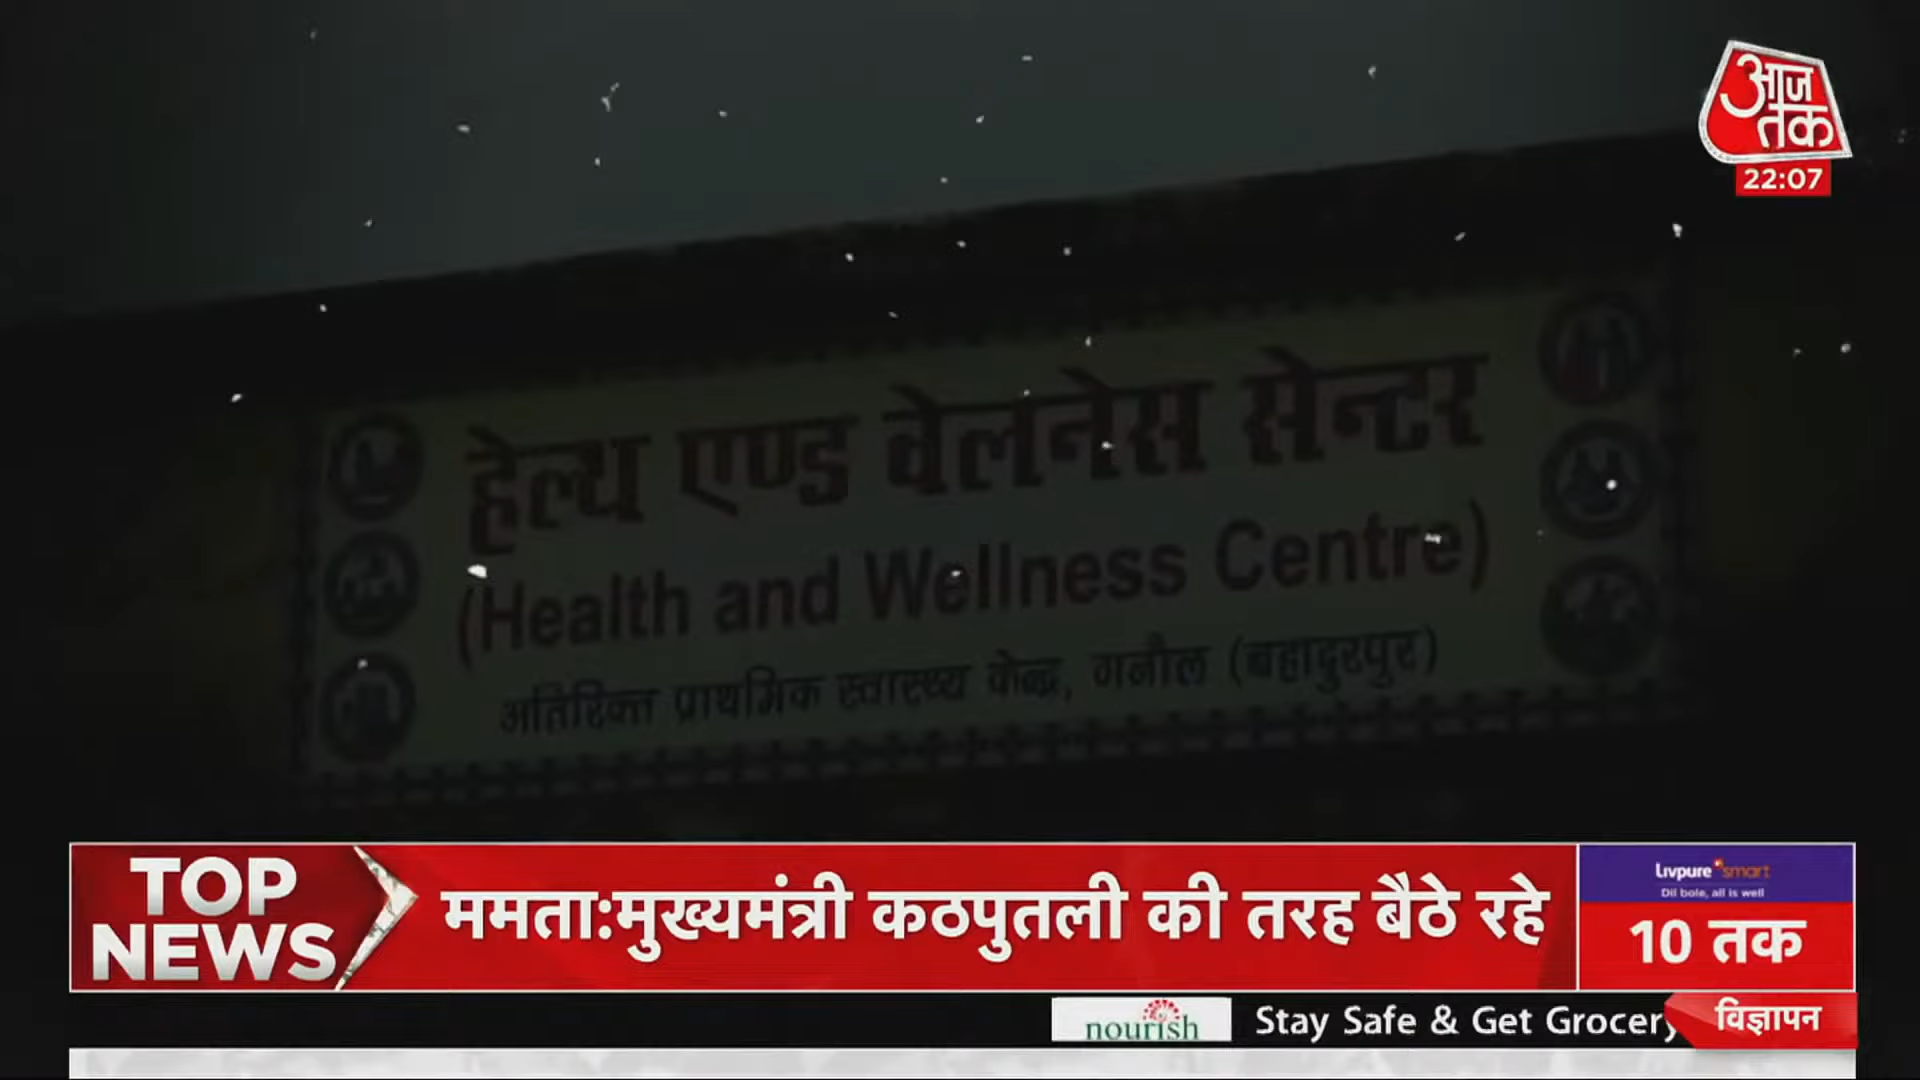 आज
तक
22:07
हेल्थ एण्ड वेलनेस सेन्टर
(Health and Wellness Centre)
अतिरिक्त प्राथमिक स्वास्थ्य केन्द्र, गनौल (बहादुरपुर)
TOP
NEWS
ममता:मुख्यमंत्री कठपुतली की तरह बैठे रहे
Livpure smart
Dil bole, all is well
10 तक
nourish
Stay Safe & Get Grocery
विज्ञापन